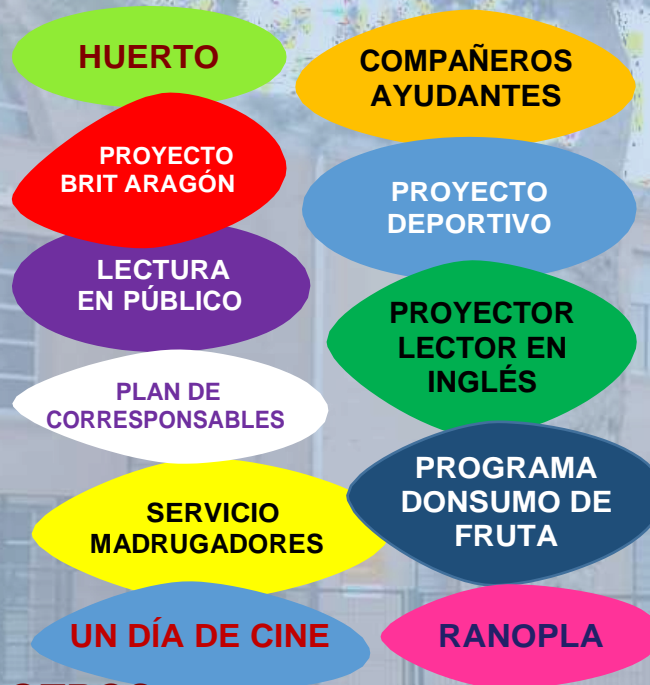 HUERTO
COMPAÑEROS
AYUDANTES
PROYECTO
BRIT ARAGÓN
PROYECTO
DEPORTIVO
LECTURA
EN PÚBLICO
PROYECTOR
LECTOR EN
INGLÉS
PLAN DE
CORRESPONSABLES
PROGRAMA
DONSUMO DE
FRUTA
SERVICIO
MADRUGADORES
UN DÍA DE CINE
RANOPLA